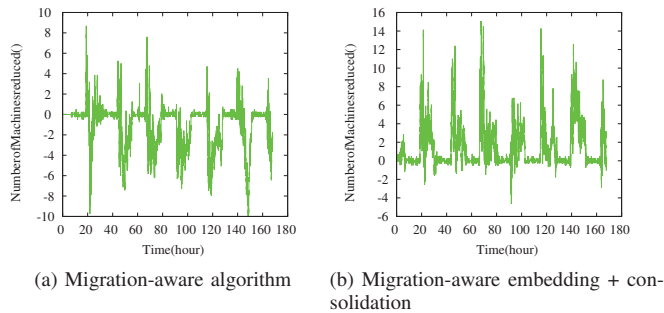 10
8
6
4
2
0
-2
-4
-6
-8
-10
NumberofMachinesreduced()
0 20 40 60 80 100 120 140 160 180
Time(hour)
(a) Migration-aware algorithm
16
14
12
10
8
6
4
2
0
-2
-4
-6
NumberofMachinesreduced()
0 20 40 60 80 100 120 140 160 180
Time(hour)
(b) Migration-aware embedding + con-
solidation